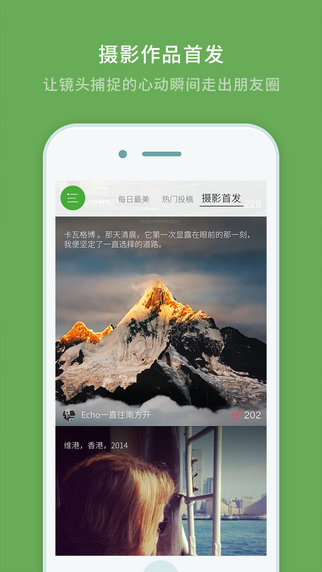 摄影作品首发
让镜头捕捉的心动瞬间走出朋友圈
每日最美 热门投稿 摄影首发
卡瓦格博。那天清晨，它第一次显露在眼前的那一刻，
我便坚定了一直选择的道路。
Echo一直往南方开 202
维港，香港，2014